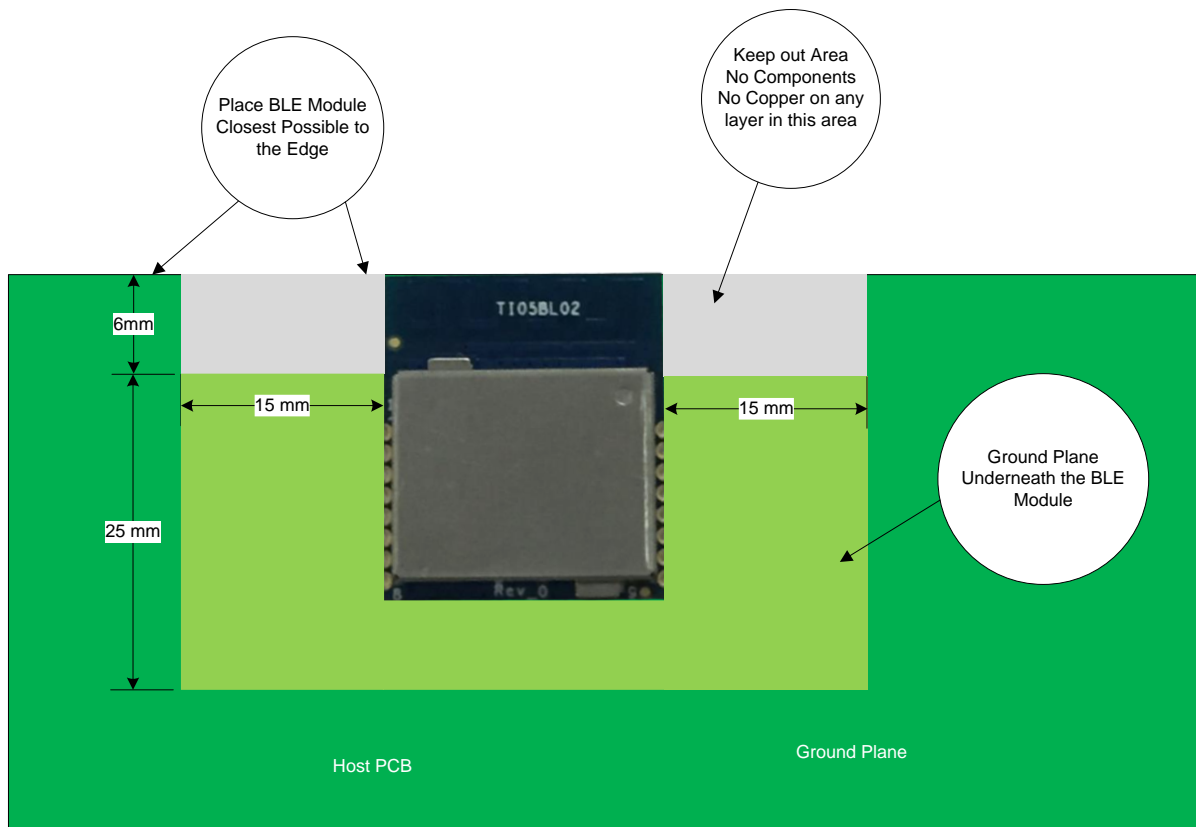 Place BLE Module
Closest Possible to
the Edge
Keep out Area
No Components
No Copper on any
layer in this area
TI05BL02
6mm
15 mm
15 mm
25 mm
Ground Plane
Underneath the BLE
Module
Rev_0
B
9
Host PCB
Ground Plane